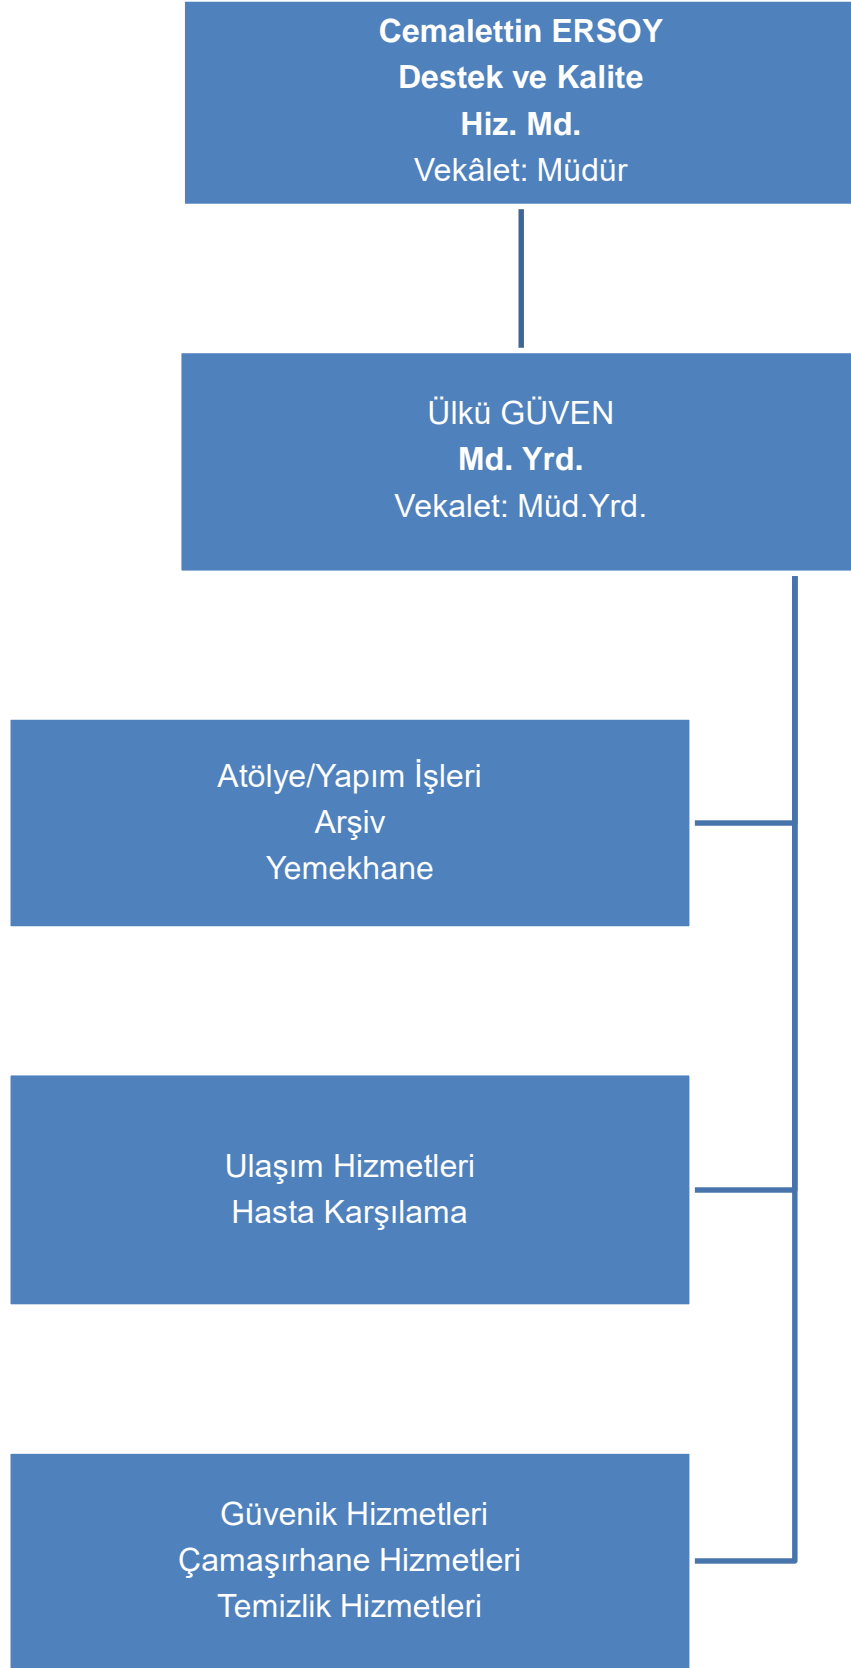 Cemalettin ERSOY
Destek ve Kalite
Hiz. Md.
Vekâlet: Müdür
Ülkü GÜVEN
Md. Yrd.
Vekalet: Müd.Yrd.
Atölye/Yapım İşleri
Arşiv
Yemekhane
Ulaşım Hizmetleri
Hasta Karşılama
Güvenik Hizmetleri
Çamaşırhane Hizmetleri
Temizlik Hizmetleri